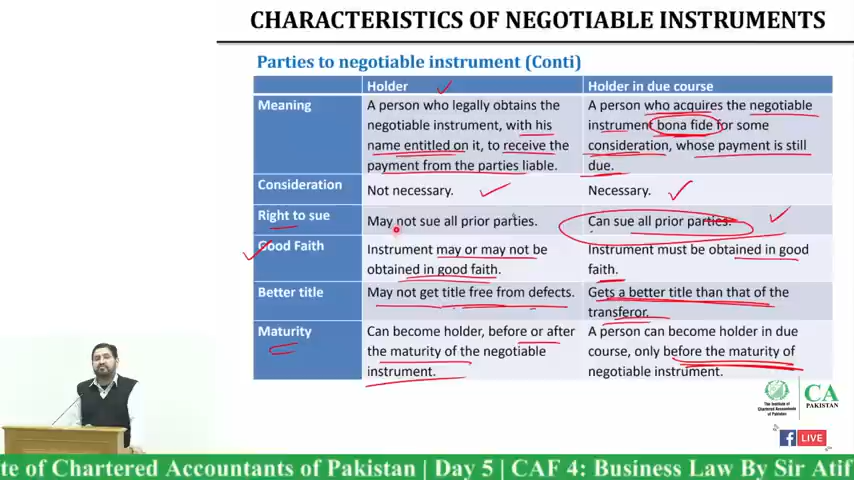 CHARACTERISTICS OF NEGOTIABLE INSTRUMENTS
Parties to negotiable instrument (Conti)
Holder
Holder in due course
Meaning
A person who legally obtains the
negotiable instrument, with his
name entitled on it, to receive the
payment from the parties liable.
A person who acquires the negotiable
instrument bona fide for some
consideration, whose payment is still
due.
Consideration
Not necessary.
Necessary.
Right to sue
May not sue all prior parties.
Can sue all prior parties.
Good Faith
Instrument may or may not be
obtained in good faith.
Instrument must be obtained in good
faith.
Better title
May not get title free from defects.
Gets a better title than that of the
transferor.
Maturity
Can become holder, before or after
the maturity of the negotiable
instrument.
A person can become holder in due
course, only before the maturity of
negotiable instrument.
The Institute of
Chartered Accountants
of Pakistan
CA
PAKISTAN
f LIVE
te of Chartered Accountants of Pakistan | Day 5 | CAF 4: Business Law By Sir Atif